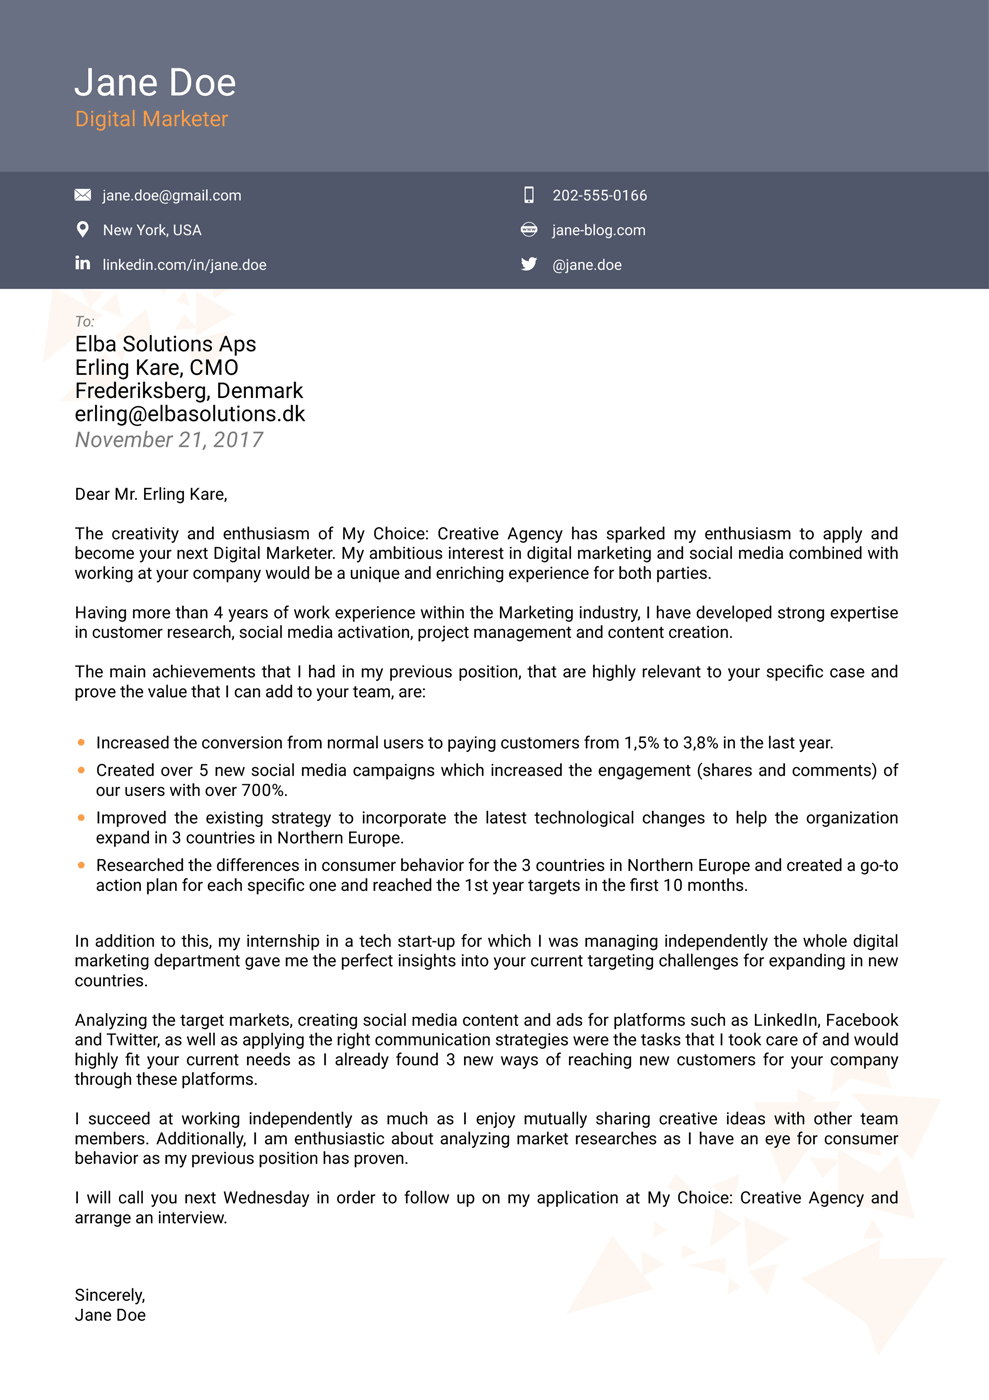 Jane Doe
Digital Marketer
jane.doe@gmail.com
202-555-0166
New York, USA
jane-blog.com
linkedin.com/in/jane.doe
@jane.doe
To:
Elba Solutions Aps
Erling Kare, CMO
Frederiksberg, Denmark
erling@elbasolutions.dk
November 21, 2017
Dear Mr. Erling Kare,
The creativity and enthusiasm of My Choice: Creative Agency has sparked my enthusiasm to apply and
become your next Digital Marketer. My ambitious interest in digital marketing and social media combined with
working at your company would be a unique and enriching experience for both parties.
Having more than 4 years of work experience within the Marketing industry, I have developed strong expertise
in customer research, social media activation, project management and content creation.
The main achievements that I had in my previous position, that are highly relevant to your specific case and
prove the value that I can add to your team, are:
• Increased the conversion from normal users to paying customers from 1,5% to 3,8% in the last year.
• Created over 5 new social media campaigns which increased the engagement (shares and comments) of
our users with over 700%.
• Improved the existing strategy to incorporate the latest technological changes to help the organization
expand in 3 countries in Northern Europe.
• Researched the differences in consumer behavior for the 3 countries in Northern Europe and created a go-to
action plan for each specific one and reached the 1st year targets in the first 10 months.
In addition to this, my internship in a tech start-up for which I was managing independently the whole digital
marketing department gave me the perfect insights into your current targeting challenges for expanding in new
countries.
Analyzing the target markets, creating social media content and ads for platforms such as LinkedIn, Facebook
and Twitter, as well as applying the right communication strategies were the tasks that I took care of and would
highly fit your current needs as I already found 3 new ways of reaching new customers for your company
through these platforms.
I succeed at working independently as much as I enjoy mutually sharing creative ideas with other team
members. Additionally, I am enthusiastic about analyzing market researches as I have an eye for consumer
behavior as my previous position has proven.
I will call you next Wednesday in order to follow up on my application at My Choice: Creative Agency and
arrange an interview.
Sincerely,
Jane Doe